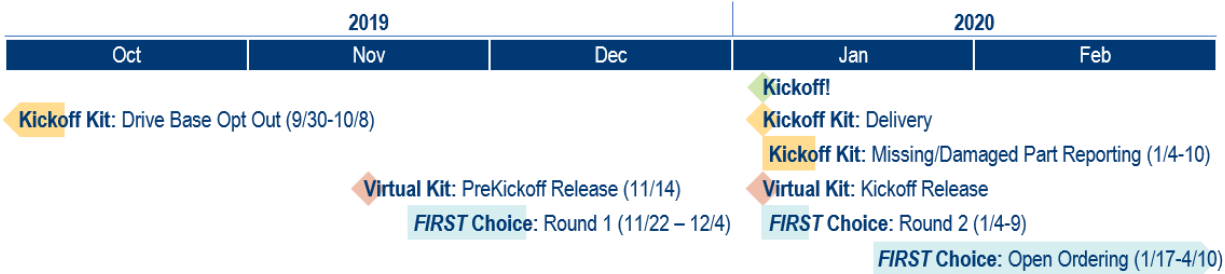 2019 2020
Oct Nov Dec Jan Feb
Kickoff!
Kickoff Kit: Drive Base Opt Out (9/30-10/8) Kickoff Kit: Delivery
Kickoff Kit: Missing/Damaged Part Reporting (1/4-10)
Virtual Kit: PreKickoff Release (11/14) Virtual Kit: Kickoff Release
FIRST Choice: Round 1 (11/22 – 12/4) FIRST Choice: Round 2 (1/4-9)
FIRST Choice: Open Ordering (1/17-4/10)